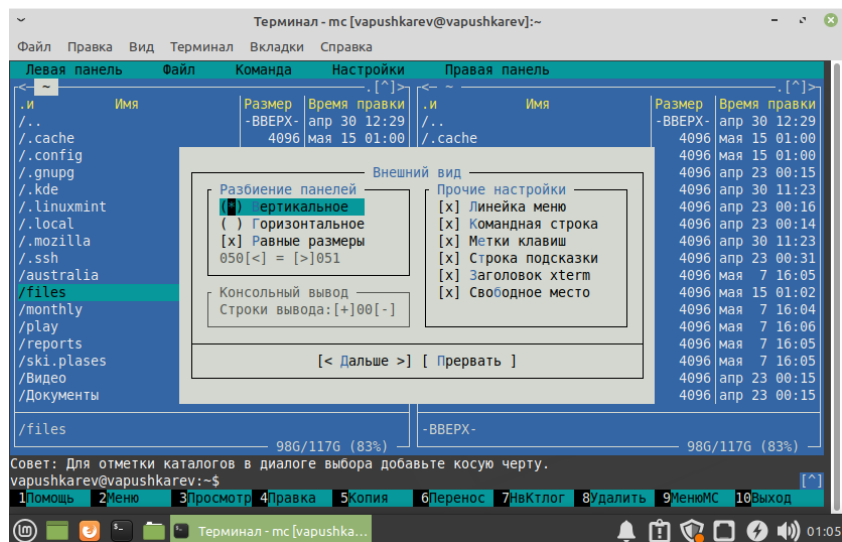 Терминал - mc [vapushkarev@vapushkarev]:~
Файл Правка Вид Терминал Вкладки Справка
Левая панель Файл Команда Настройки Правая панель
<- ~ .[^]> <- ~ .[^]>
.и Имя Размер Время правки .и Имя Размер Время правки
/.. -ВВЕРХ- апр 30 12:29 /.. -ВВЕРХ- апр 30 12:29
/.cache 4096 мая 15 01:00 /.cache 4096 мая 15 01:00
/.config 4096 мая 15 01:00
/.gnupg Внешний вид 4096 апр 23 00:15
/.kde Разбиение панелей Прочие настройки 4096 апр 30 11:23
/.linuxmint (*) Вертикальное [x] Линейка меню 4096 апр 23 00:16
/.local ( ) Горизонтальное [x] Командная строка 4096 апр 23 00:14
/.mozilla [x] Равные размеры [x] Метки клавиш 4096 апр 30 11:23
/.ssh 050[<] = [>]051 [x] Строка подсказки 4096 апр 23 00:31
/australia [x] Заголовок xterm 4096 мая 7 16:05
/files Консольный вывод [x] Свободное место 4096 мая 15 01:02
/monthly Строки вывода:[+]00[-] 4096 мая 7 16:04
/play 4096 мая 7 16:06
/reports 4096 мая 7 16:05
/ski.plases [< Дальше >] [ Прервать ] 4096 мая 7 16:05
/Видео 4096 апр 23 00:15
/Документы 4096 апр 23 00:15
/files -ВВЕРХ-
98G/117G (83%) 98G/117G (83%)
Совет: Для отметки каталогов в диалоге выбора добавьте косую черту.
vapushkarev@vapushkarev:~$ [^]
1Помощь 2Меню 3Просмотр 4Правка 5Копия 6Перенос 7НвКтлог 8Удалить 9МенюMC 10Выход
Терминал - mc [vapushka... 01:05